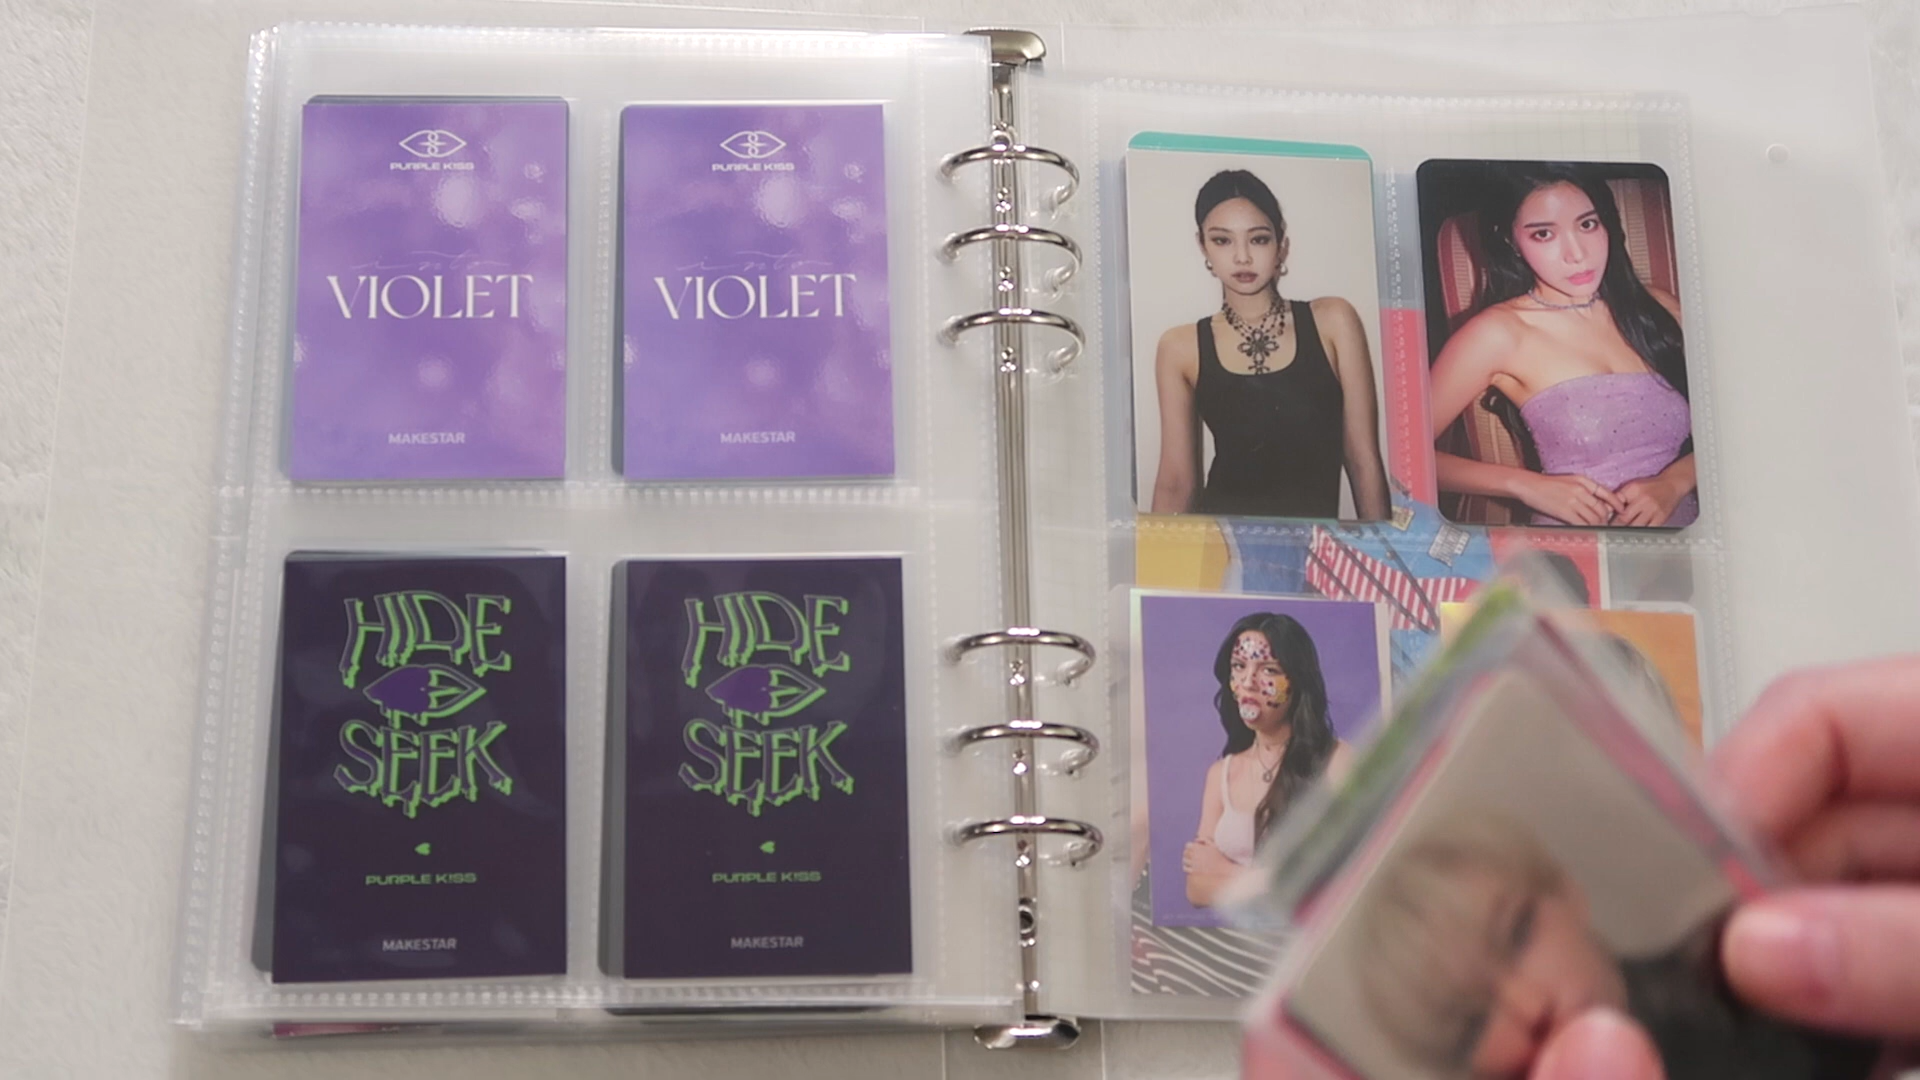 PURPLE KISS
into
VIOLET
MAKESTAR
PURPLE KISS
into
VIOLET
MAKESTAR
HIDE
SEEK
PURPLE KISS
MAKESTAR
HIDE
SEEK
PURPLE KISS
MAKESTAR